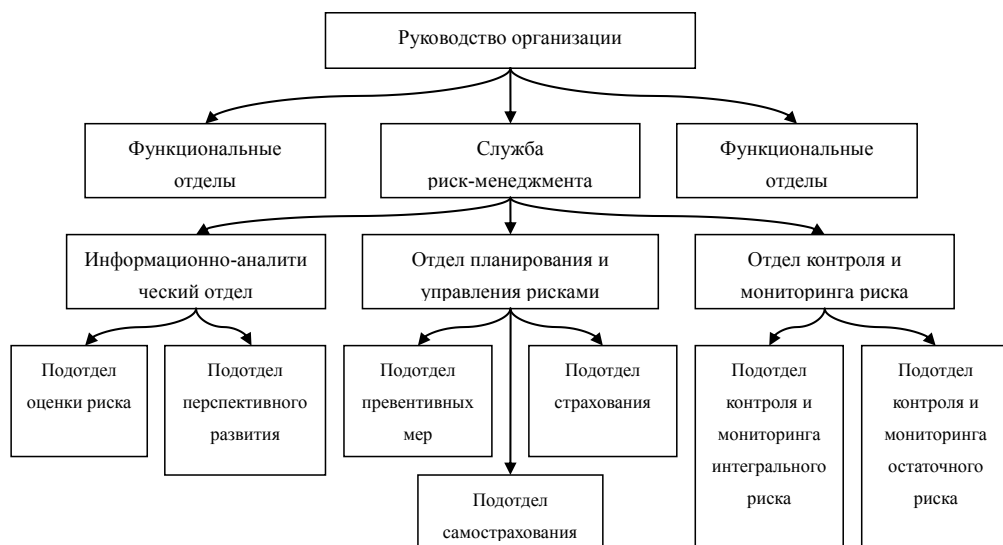 Руководство организации
Функциональные
отделы
Служба
риск-менеджмента
Функциональные
отделы
Информационно-аналити
ческий отдел
Отдел планирования и
управления рисками
Отдел контроля и
мониторинга риска
Подотдел
оценки риска
Подотдел
перспективного
развития
Подотдел
превентивных
мер
Подотдел
страхования
Подотдел
контроля и
мониторинга
интегрального
риска
Подотдел
контроля и
мониторинга
остаточного
риска
Подотдел
самострахования